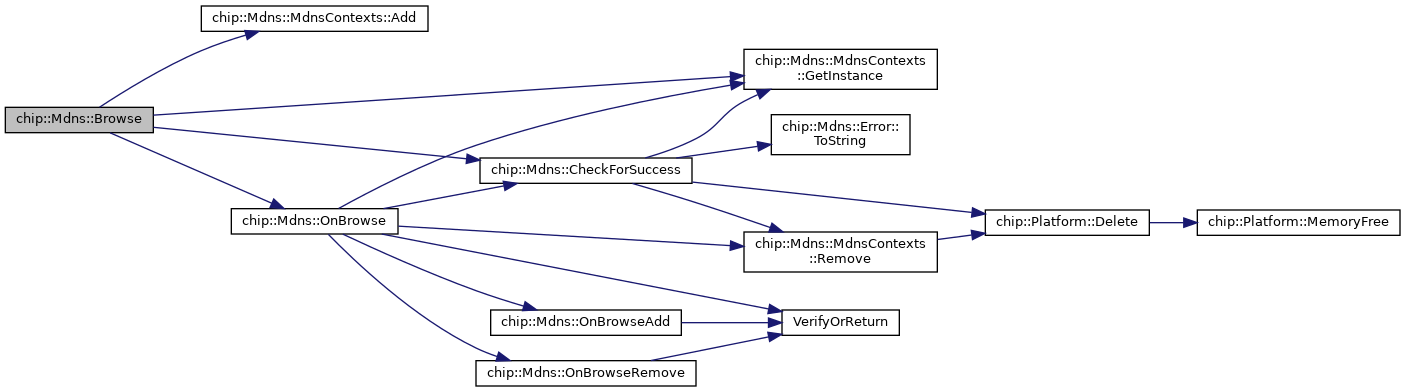 chip::Mdns::MdnsContexts::Add
chip::Mdns::MdnsContexts
::GetInstance
chip::Mdns::Browse
chip::Mdns::Error::
ToString
chip::Mdns::CheckForSuccess
chip::Mdns::OnBrowse
chip::Platform::Delete
chip::Platform::MemoryFree
chip::Mdns::MdnsContexts
::Remove
chip::Mdns::OnBrowseAdd
VerifyOrReturn
chip::Mdns::OnBrowseRemove